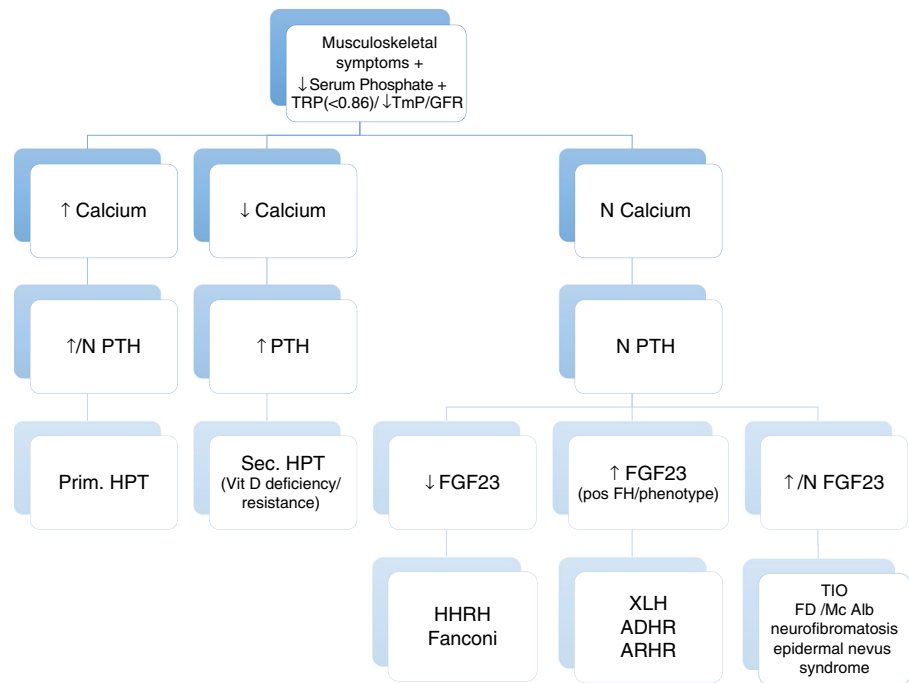 Musculoskeletal
symptoms +
↓Serum Phosphate +
TRP(<0.86)/ ↓TmP/GFR
↑ Calcium
↓ Calcium
N Calcium
↑/N PTH
↑ PTH
N PTH
Prim. HPT
Sec. HPT
(Vit D deficiency/
resistance)
↓ FGF23
↑ FGF23
(pos FH/phenotype)
↑ /N FGF23
HHRH
Fanconi
XLH
ADHR
ARHR
TIO
FD /Mc Alb
neurofibromatosis
epidermal nevus
syndrome